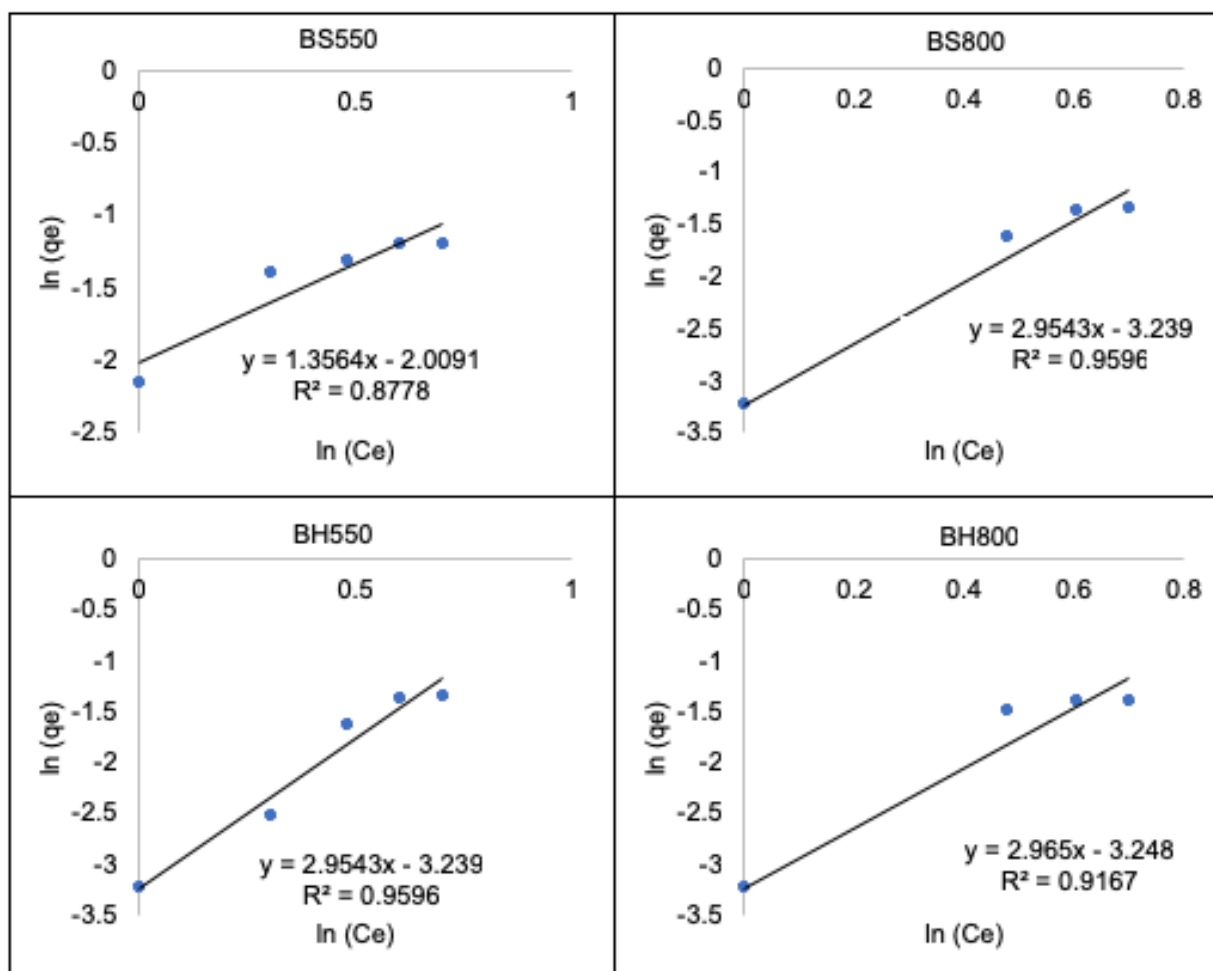 BS550
0
0 0.5 1
-0.5
-1
-1.5
-2
-2.5
ln (qe)
y = 1.3564x - 2.0091
R² = 0.8778
ln (Ce)
BS800
0
0 0.2 0.4 0.6 0.8
-0.5
-1
-1.5
-2
-2.5
-3
-3.5
ln (qe)
y = 2.9543x - 3.239
R² = 0.9596
ln (Ce)
BH550
0
0 0.5 1
-0.5
-1
-1.5
-2
-2.5
-3
-3.5
ln (qe)
y = 2.9543x - 3.239
R² = 0.9596
ln (Ce)
BH800
0
0 0.2 0.4 0.6 0.8
-0.5
-1
-1.5
-2
-2.5
-3
-3.5
ln (qe)
y = 2.965x - 3.248
R² = 0.9167
ln (Ce)